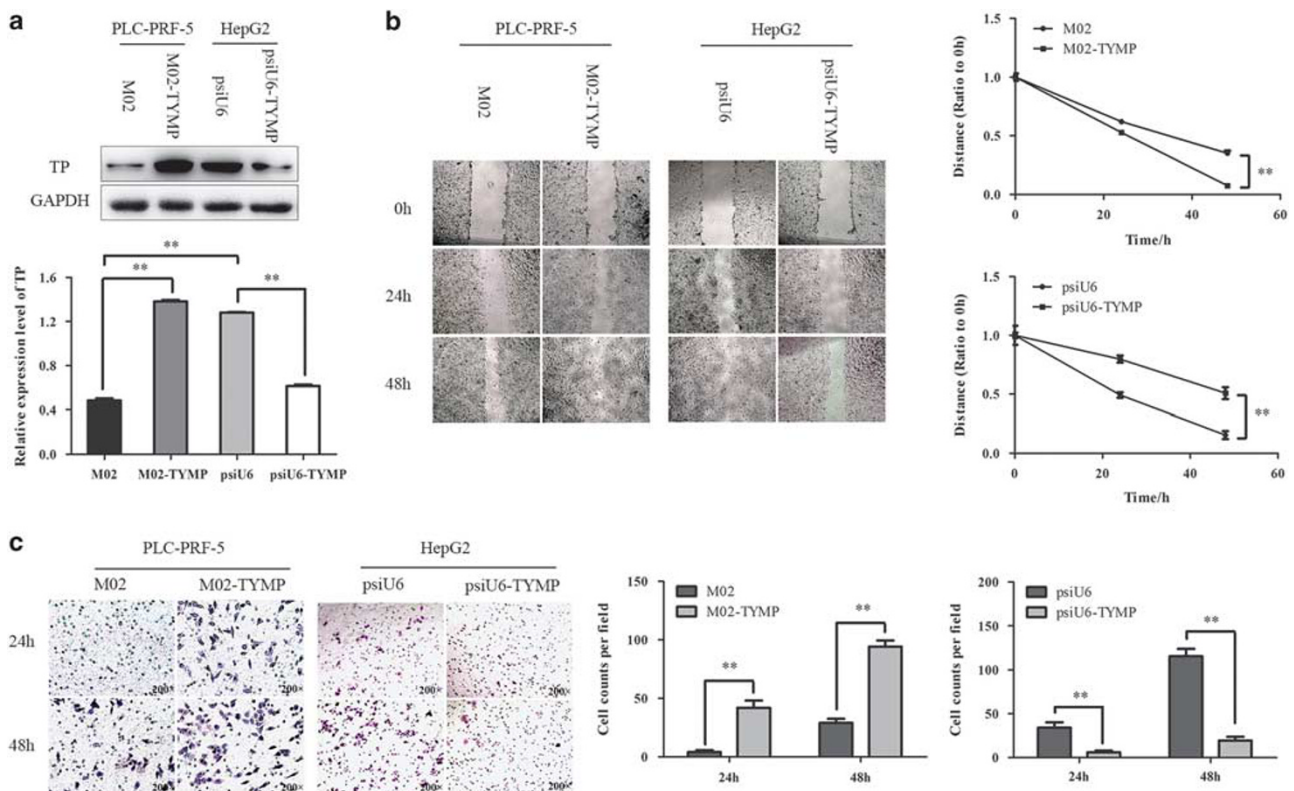 a
PLC-PRF-5 HepG2
M02 M02-TYMP psiU6 psiU6-TYMP
TP
GAPDH
Relative expression level of TP
1.6
1.2
0.8
0.4
0.0
** ** **
M02 M02-TYMP psiU6 psiU6-TYMP
b
PLC-PRF-5 HepG2
M02 M02-TYMP psiU6 psiU6-TYMP
0h
24h
48h
Distance (Ratio to 0h)
1.5
1.0
0.5
0.0
M02
M02-TYMP
**
0 20 40 60
Time/h
Distance (Ratio to 0h)
1.5
1.0
0.5
0.0
psiU6
psiU6-TYMP
**
0 20 40 60
Time/h
c
PLC-PRF-5 HepG2
M02 M02-TYMP psiU6 psiU6-TYMP
24h
200× 200× 200× 200×
48h
200× 200× 200× 200×
Cell counts per field
150
100
50
0
M02
M02-TYMP
** **
24h 48h
Cell counts per field
200
150
100
50
0
psiU6
psiU6-TYMP
** **
24h 48h